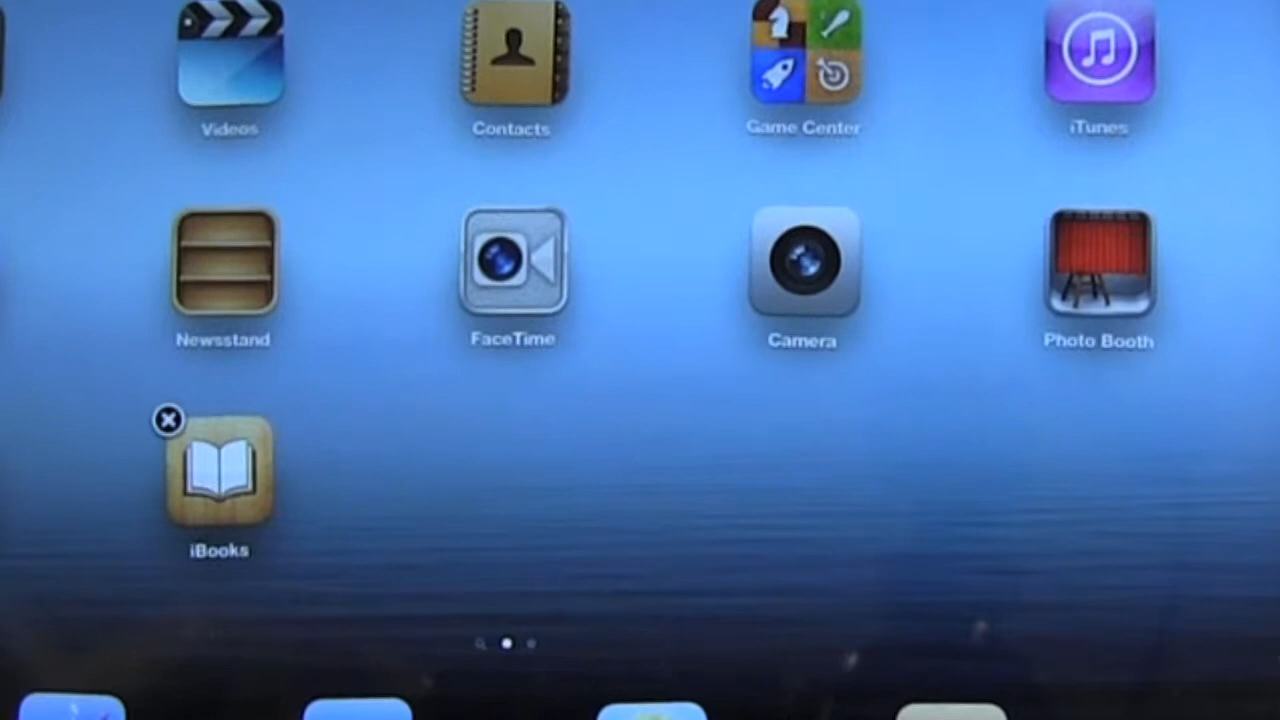 Videos
Contacts
Game Center
iTunes
Newsstand
FaceTime
Camera
Photo Booth
iBooks